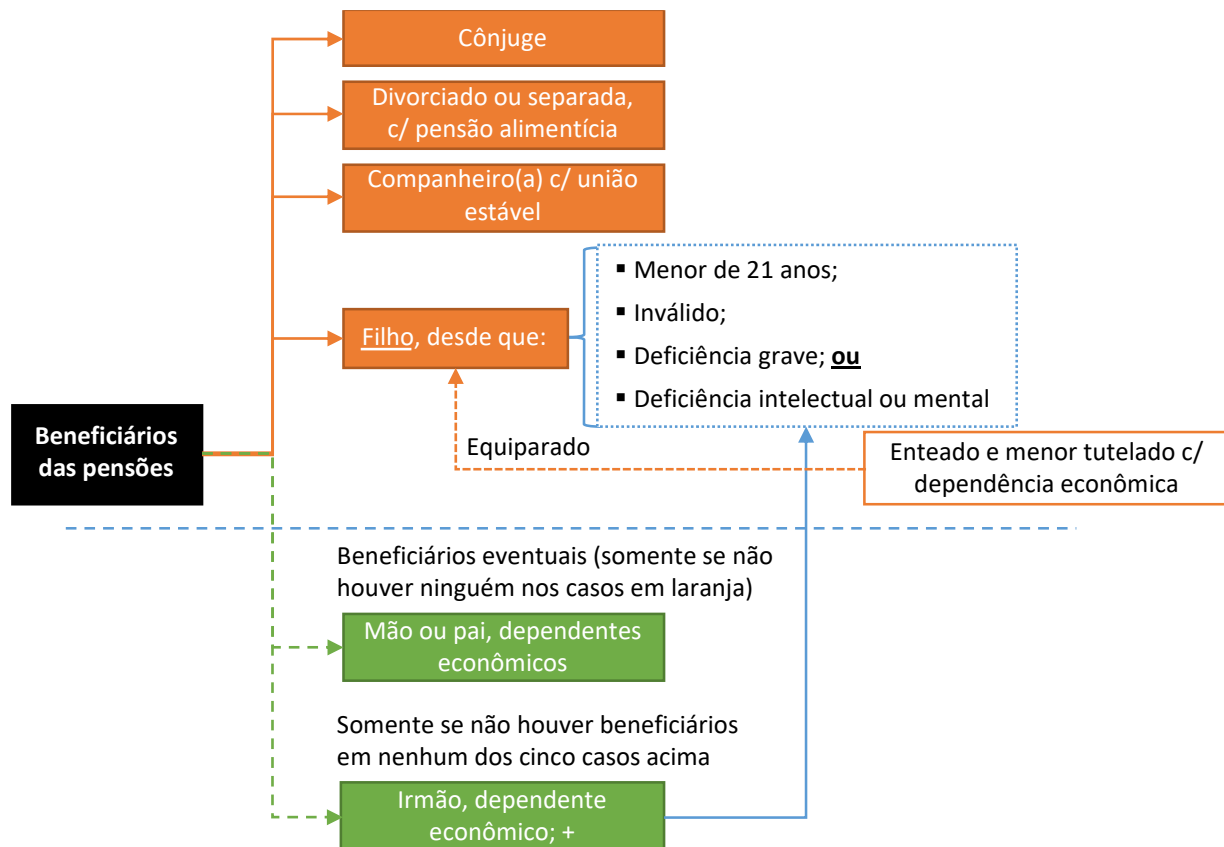 Cônjuge
Divorciado ou separada,
c/ pensão alimentícia
Companheiro(a) c/ união
estável
▪ Menor de 21 anos;
▪ Inválido;
Filho, desde que:
▪ Deficiência grave; ou
▪ Deficiência intelectual ou mental
Beneficiários
das pensões
Equiparado
Enteado e menor tutelado c/
dependência econômica
Beneficiários eventuais (somente se não
houver ninguém nos casos em laranja)
Mão ou pai, dependentes
econômicos
Somente se não houver beneficiários
em nenhum dos cinco casos acima
Irmão, dependente
econômico; +